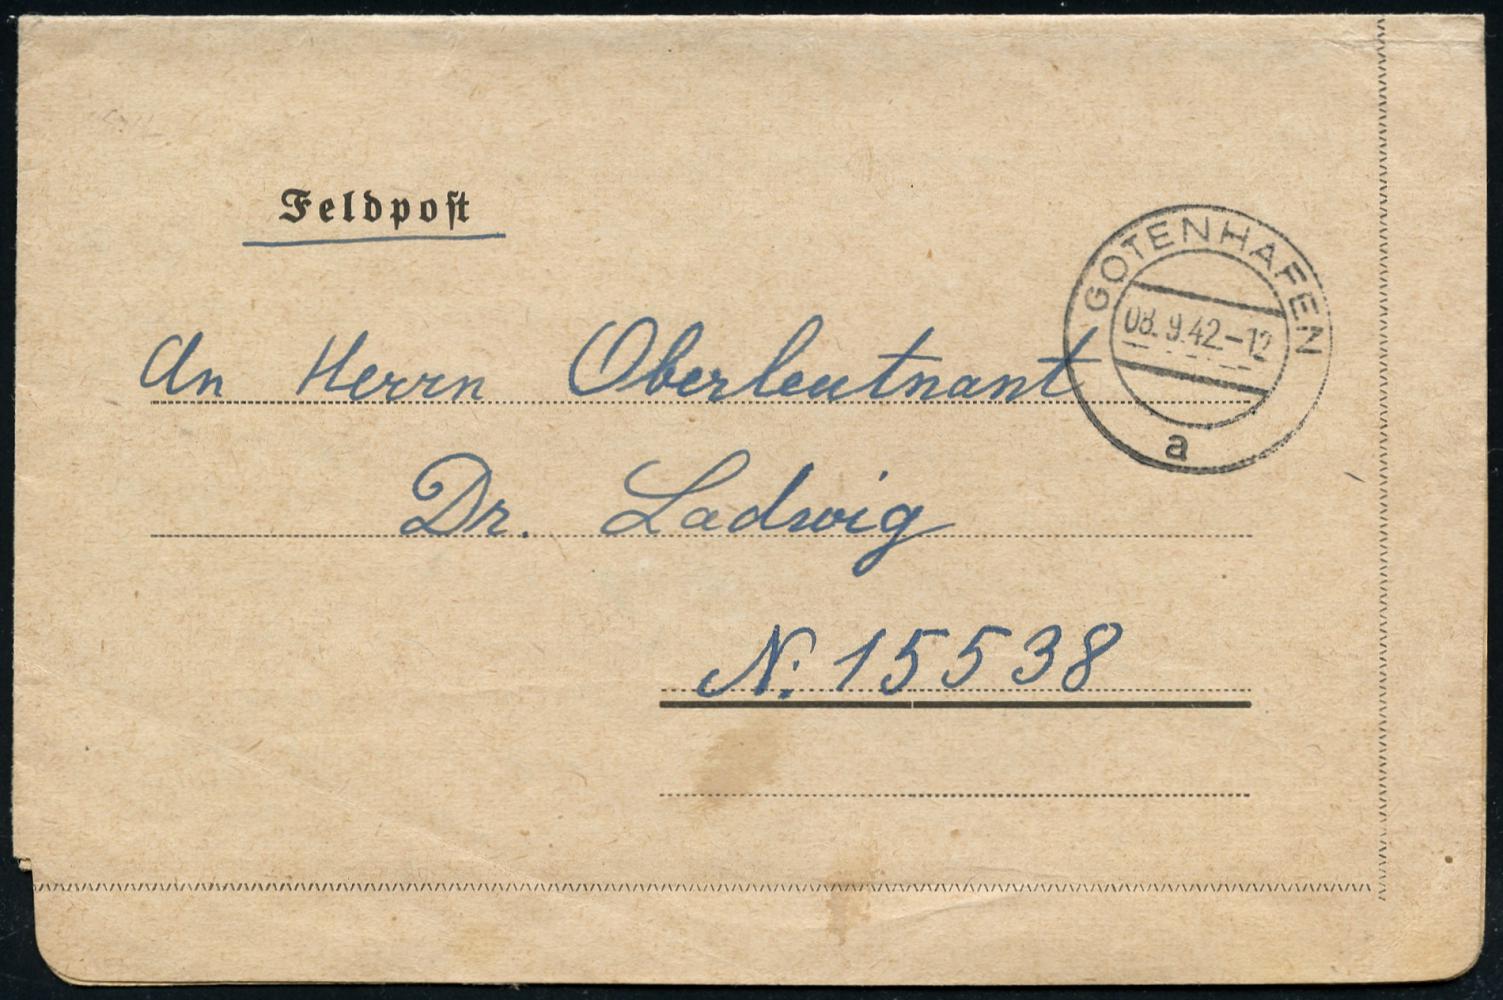 Feldpost
GOTENHAFEN
08.9.42.-12
a
An Herrn Oberleutnant
Dr. Ladwig
N. 15538